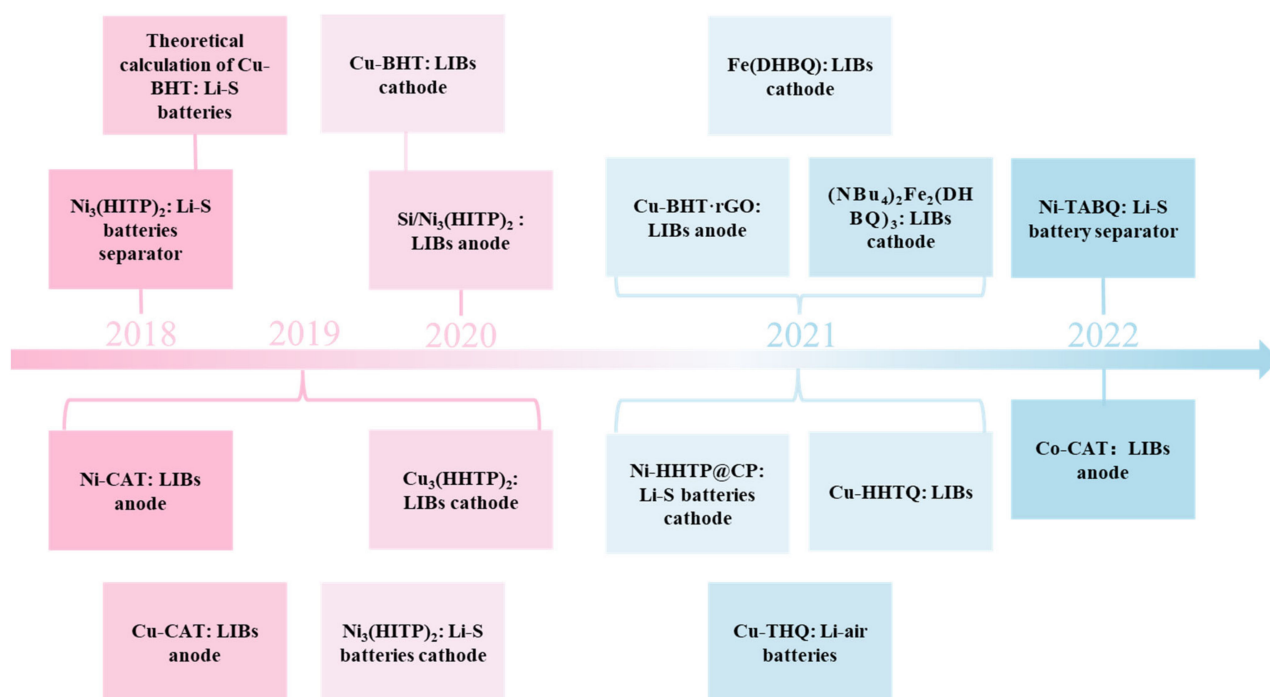 Theoretical
calculation of Cu-
BHT: Li-S
batteries
Cu-BHT: LIBs
cathode
Fe(DHBQ): LIBs
cathode
Ni₃(HITP)₂: Li-S
batteries
separator
Si/Ni₃(HITP)₂ :
LIBs anode
Cu-BHT·rGO:
LIBs anode
(NBu₄)₂Fe₂(DH
BQ)₃: LIBs
cathode
Ni-TABQ: Li-S
battery separator
2018
2019
2020
2021
2022
Ni-CAT: LIBs
anode
Cu₃(HHTP)₂:
LIBs cathode
Ni-HHTP@CP:
Li-S batteries
cathode
Cu-HHTQ: LIBs
Co-CAT： LIBs
anode
Cu-CAT: LIBs
anode
Ni₃(HITP)₂: Li-S
batteries cathode
Cu-THQ: Li-air
batteries